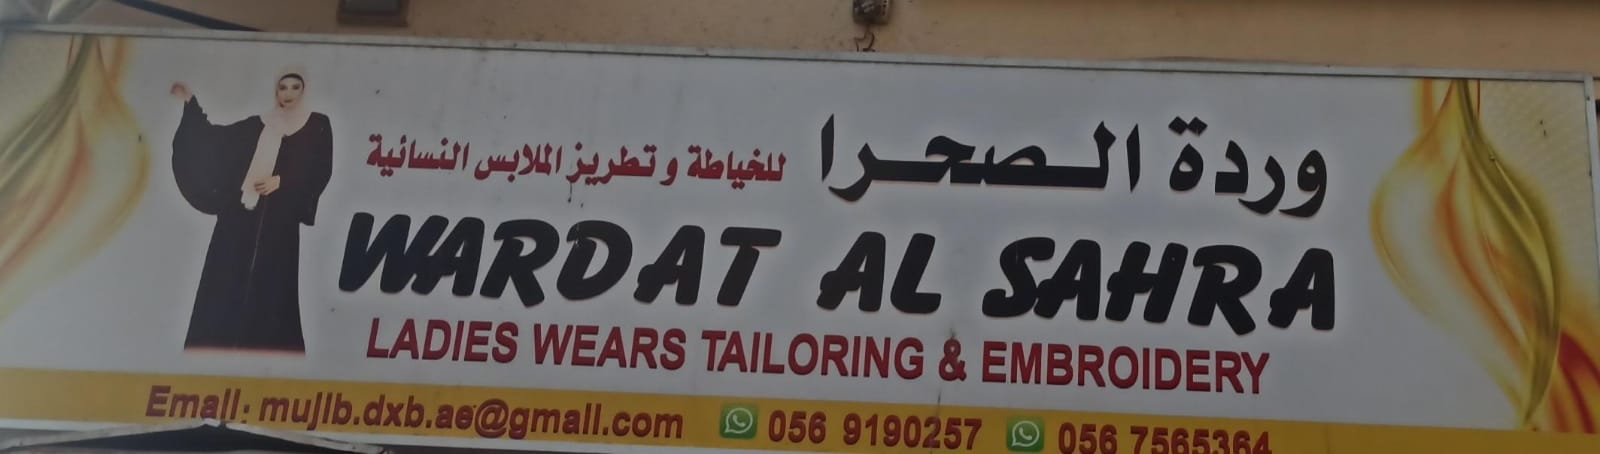 وردة الصحرا
للخياطة و تطريز الملابس النسائية
WARDAT AL SAHRA
LADIES WEARS TAILORING & EMBROIDERY
Email: mujib.dxb.ae@gmail.com 056 9190257 056 7565364